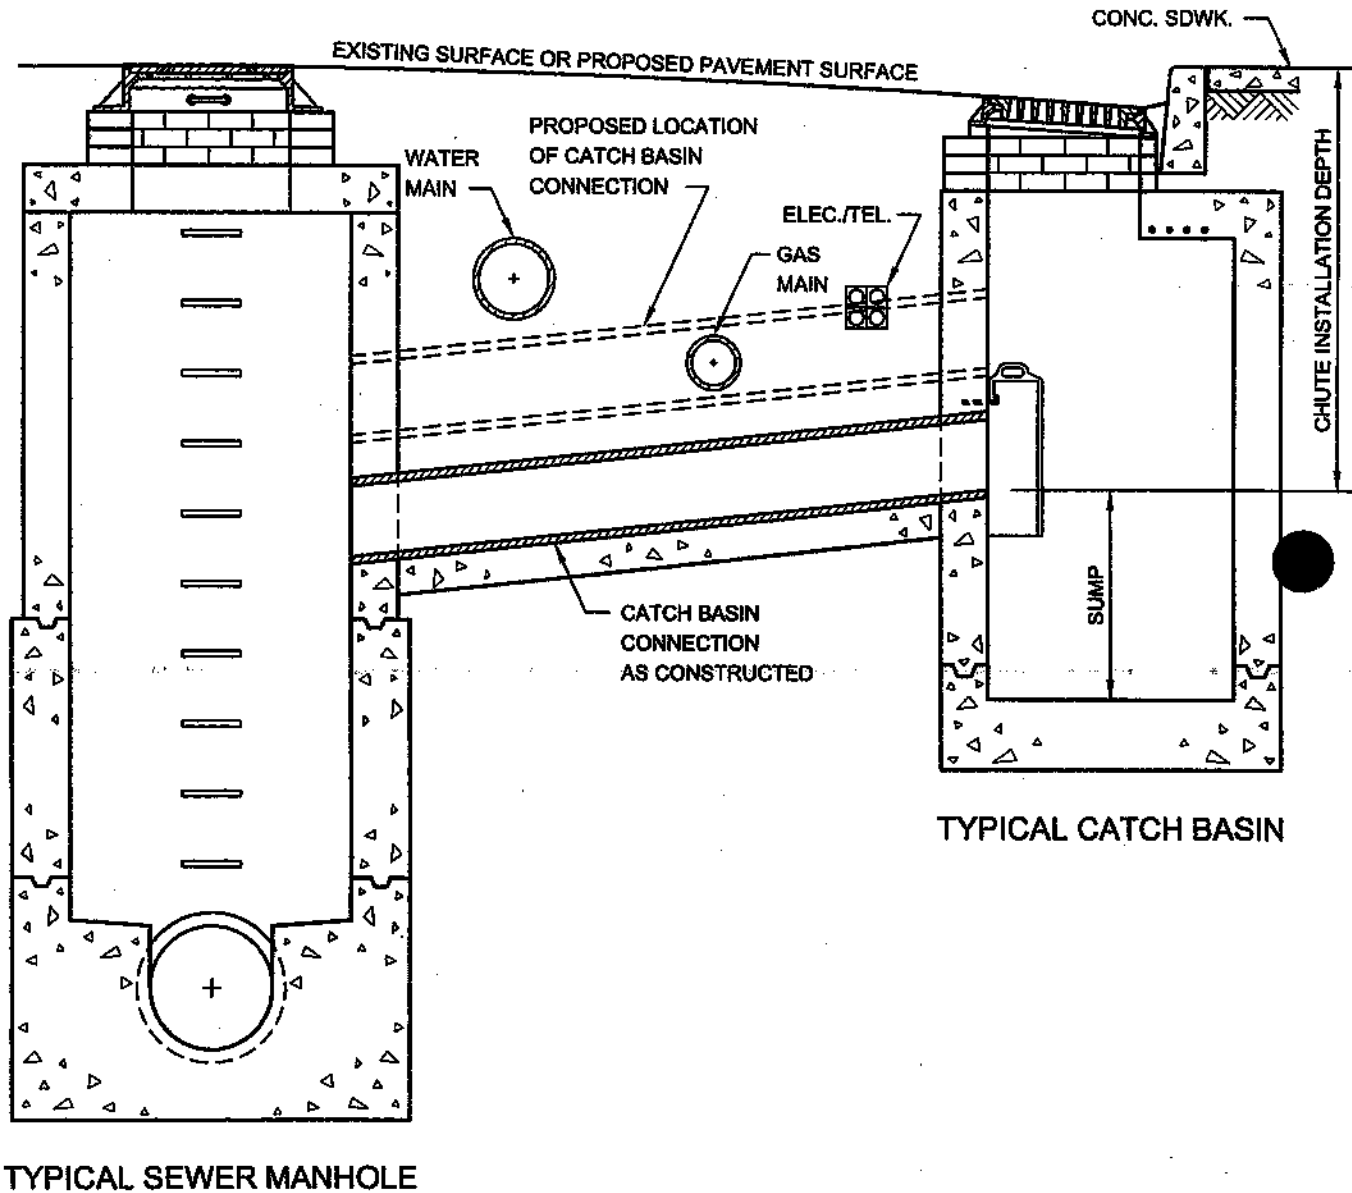 CONC. SDWK.
EXISTING SURFACE OR PROPOSED PAVEMENT SURFACE
PROPOSED LOCATION
OF CATCH BASIN
CONNECTION
WATER
MAIN
ELEC./TEL.
GAS
MAIN
CHUTE INSTALLATION DEPTH
SUMP
CATCH BASIN
CONNECTION
AS CONSTRUCTED
TYPICAL CATCH BASIN
TYPICAL SEWER MANHOLE